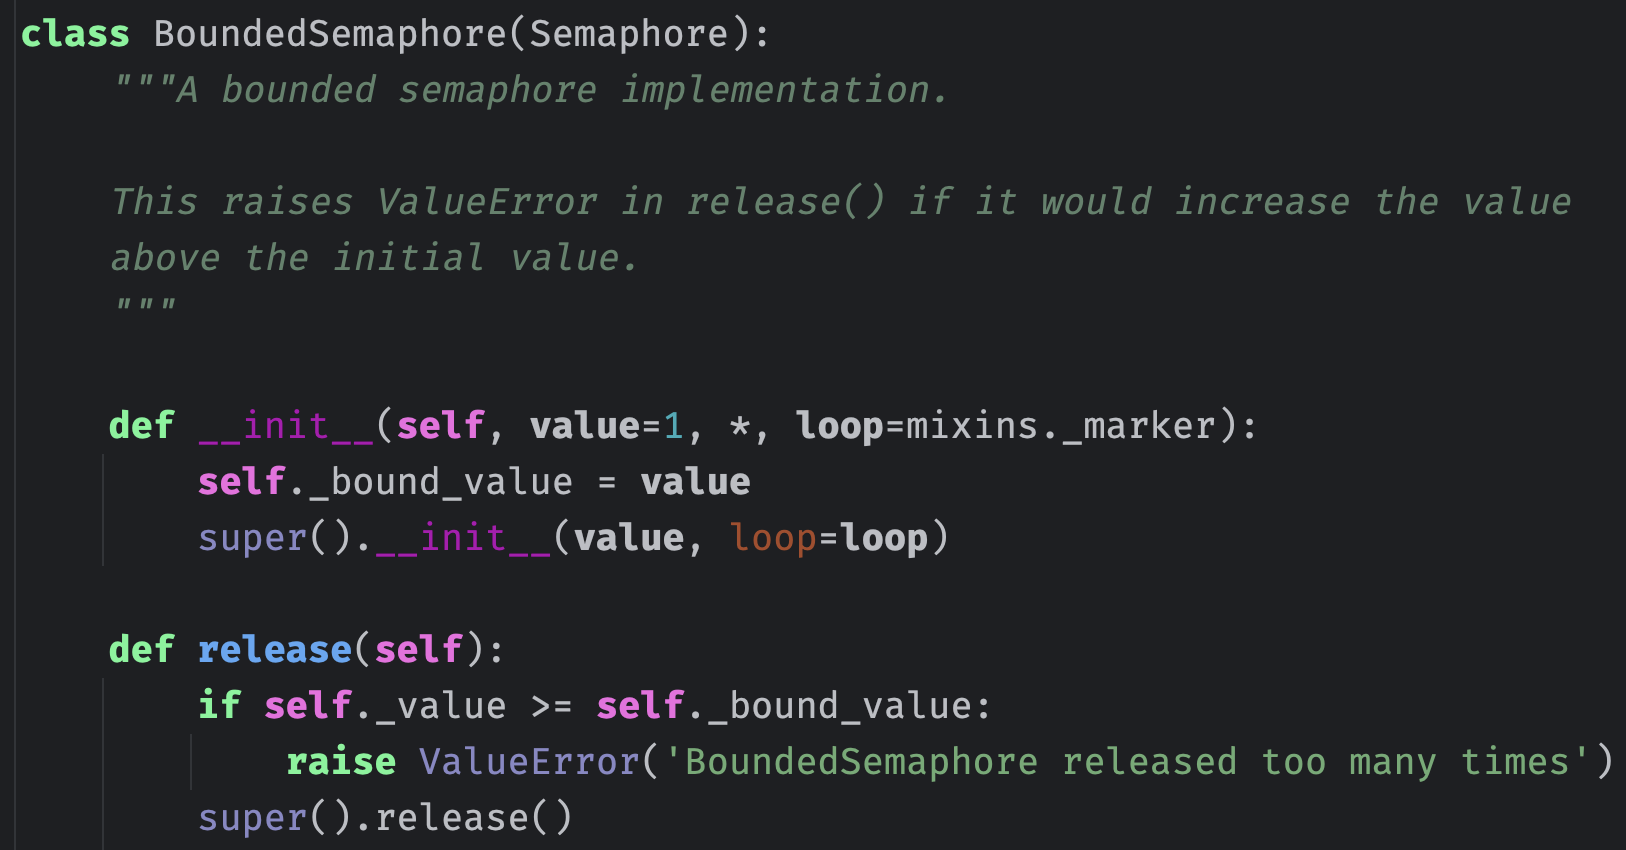 class BoundedSemaphore(Semaphore):
    """A bounded semaphore implementation.

    This raises ValueError in release() if it would increase the value
    above the initial value.
    """

    def __init__(self, value=1, *, loop=mixins._marker):
        self._bound_value = value
        super().__init__(value, loop=loop)

    def release(self):
        if self._value >= self._bound_value:
            raise ValueError('BoundedSemaphore released too many times')
        super().release()